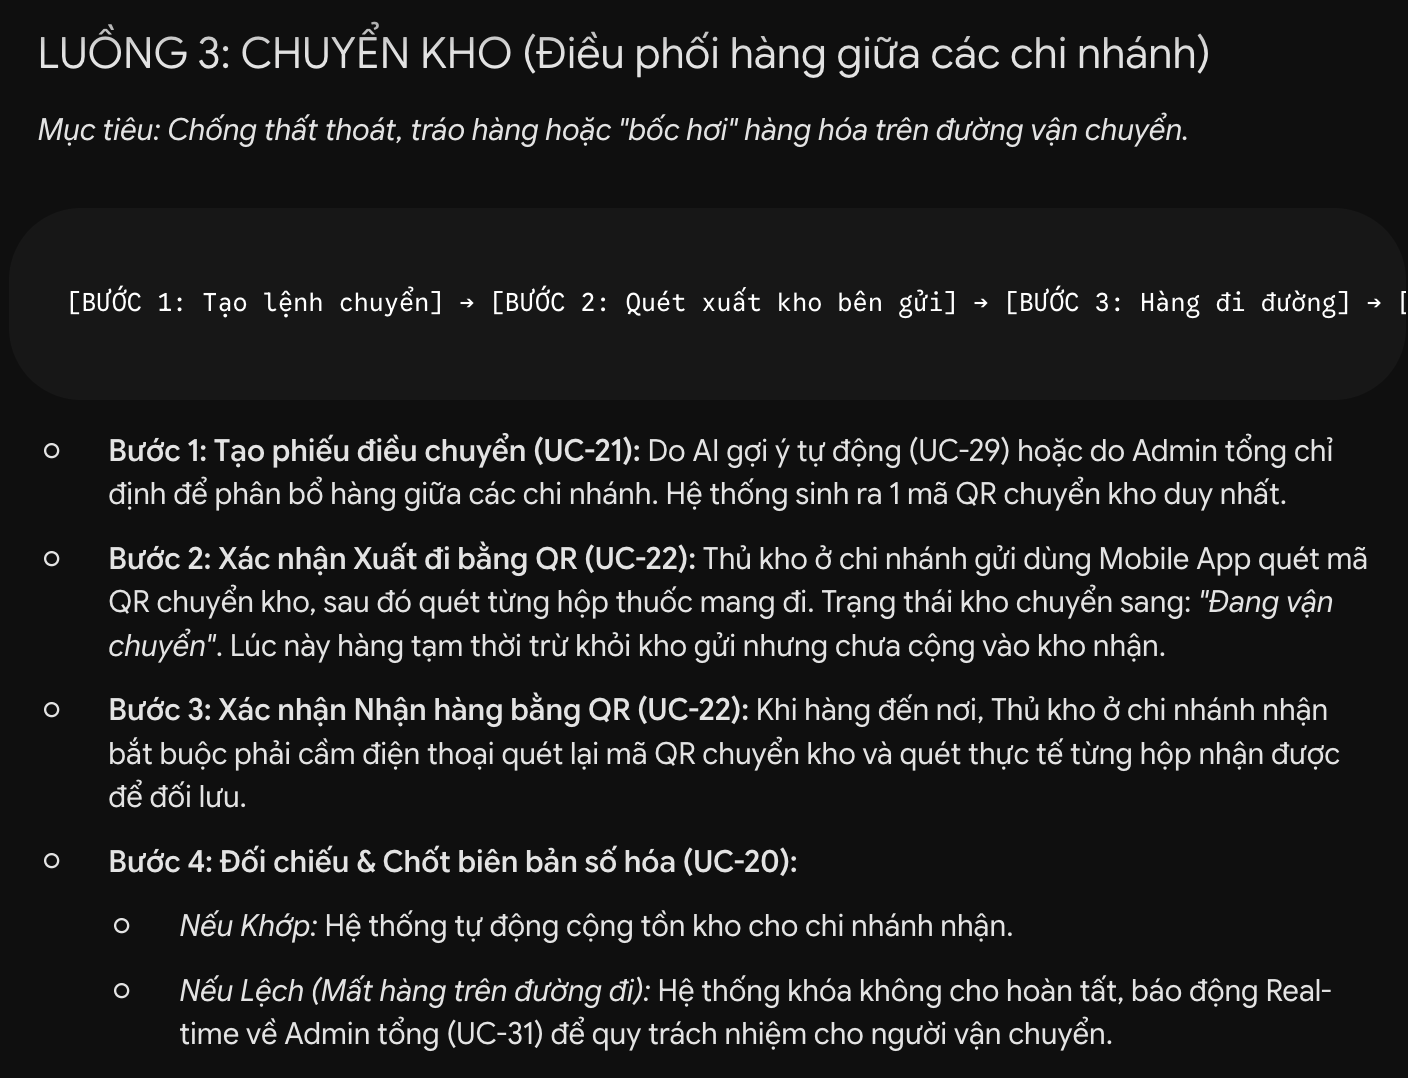 LUỒNG 3: CHUYỂN KHO (Điều phối hàng giữa các chi nhánh)
Mục tiêu: Chống thất thoát, tráo hàng hoặc "bốc hơi" hàng hóa trên đường vận chuyển.
[BƯỚC 1: Tạo lệnh chuyển] → [BƯỚC 2: Quét xuất kho bên gửi] → [BƯỚC 3: Hàng đi đường] → [
Bước 1: Tạo phiếu điều chuyển (UC-21): Do AI gợi ý tự động (UC-29) hoặc do Admin tổng chỉ
định để phân bổ hàng giữa các chi nhánh. Hệ thống sinh ra 1 mã QR chuyển kho duy nhất.
Bước 2: Xác nhận Xuất đi bằng QR (UC-22): Thủ kho ở chi nhánh gửi dùng Mobile App quét mã
QR chuyển kho, sau đó quét từng hộp thuốc mang đi. Trạng thái kho chuyển sang: "Đang vận
chuyển". Lúc này hàng tạm thời trừ khỏi kho gửi nhưng chưa cộng vào kho nhận.
Bước 3: Xác nhận Nhận hàng bằng QR (UC-22): Khi hàng đến nơi, Thủ kho ở chi nhánh nhận
bắt buộc phải cầm điện thoại quét lại mã QR chuyển kho và quét thực tế từng hộp nhận được
để đối lưu.
Bước 4: Đối chiếu & Chốt biên bản số hóa (UC-20):
Nếu Khớp: Hệ thống tự động cộng tồn kho cho chi nhánh nhận.
Nếu Lệch (Mất hàng trên đường đi): Hệ thống khóa không cho hoàn tất, báo động Real-
time về Admin tổng (UC-31) để quy trách nhiệm cho người vận chuyển.